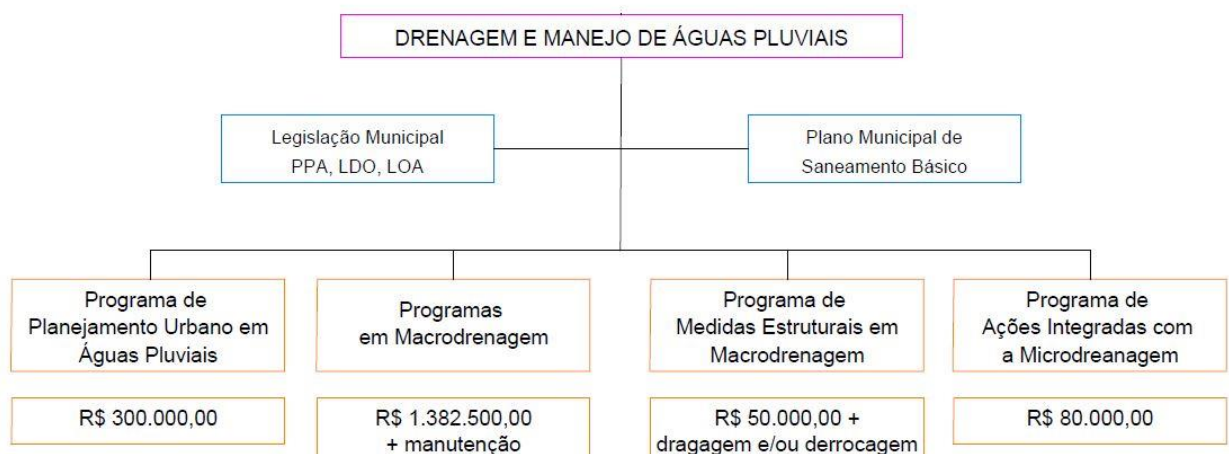 DRENAGEM E MANEJO DE ÁGUAS PLUVIAIS
Legislação Municipal
PPA, LDO, LOA
Plano Municipal de
Saneamento Básico
Programa de
Planejamento Urbano em
Águas Pluviais
Programas
em Macrodrenagem
Programa de
Medidas Estruturais em
Macrodrenagem
Programa de
Ações Integradas com
a Microdreanagem
R$ 300.000,00
R$ 1.382.500,00
+ manutenção
R$ 50.000,00 +
dragagem e/ou derrocagem
R$ 80.000,00